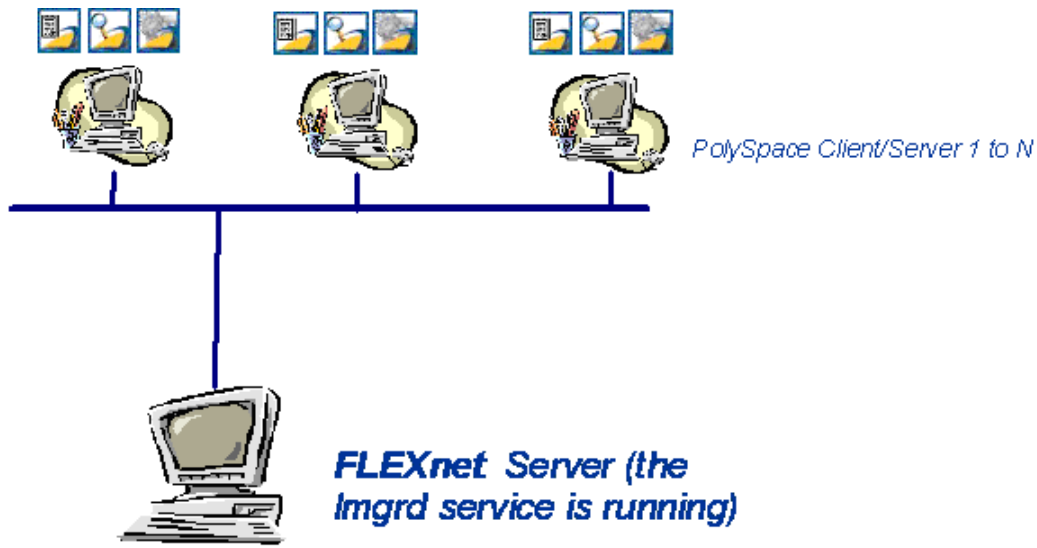 PolySpace Client/Server 1 to N
FLEXnet Server (the
lmgrd service is running)